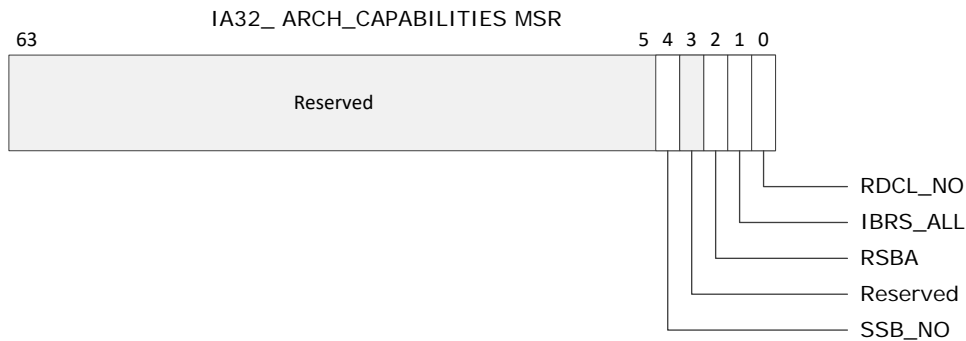 IA32_ ARCH_CAPABILITIES MSR
63 5 4 3 2 1 0
Reserved
RDCL_NO
IBRS_ALL
RSBA
Reserved
SSB_NO